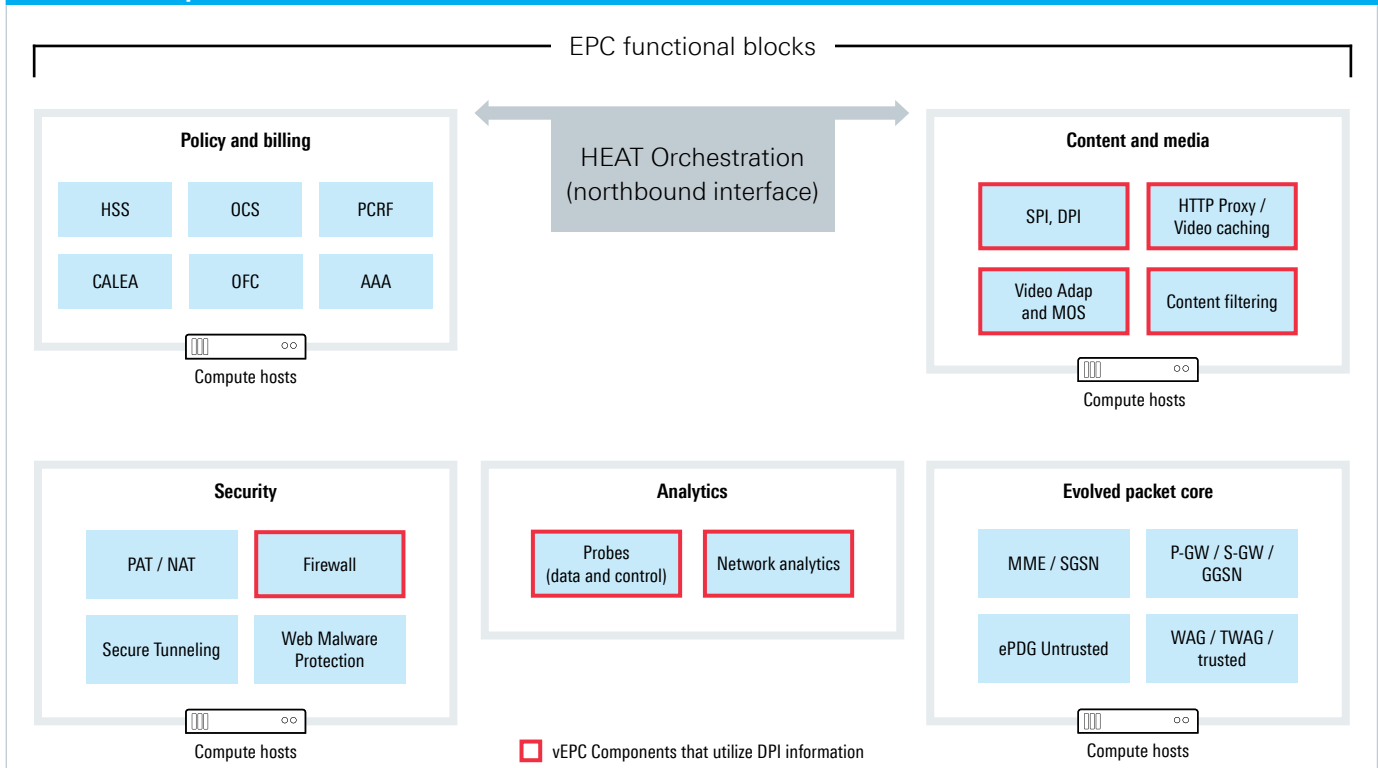 EPC functional blocks
Policy and billing
HSS
OCS
PCRF
CALEA
OFC
AAA
Compute hosts
HEAT Orchestration
(northbound interface)
Content and media
SPI, DPI
HTTP Proxy /
Video caching
Video Adap
and MOS
Content filtering
Compute hosts
Security
PAT / NAT
Firewall
Secure Tunneling
Web Malware
Protection
Compute hosts
Analytics
Probes
(data and control)
Network analytics
Evolved packet core
MME / SGSN
P-GW / S-GW /
GGSN
ePDG Untrusted
WAG / TWAG /
trusted
Compute hosts
vEPC Components that utilize DPI information